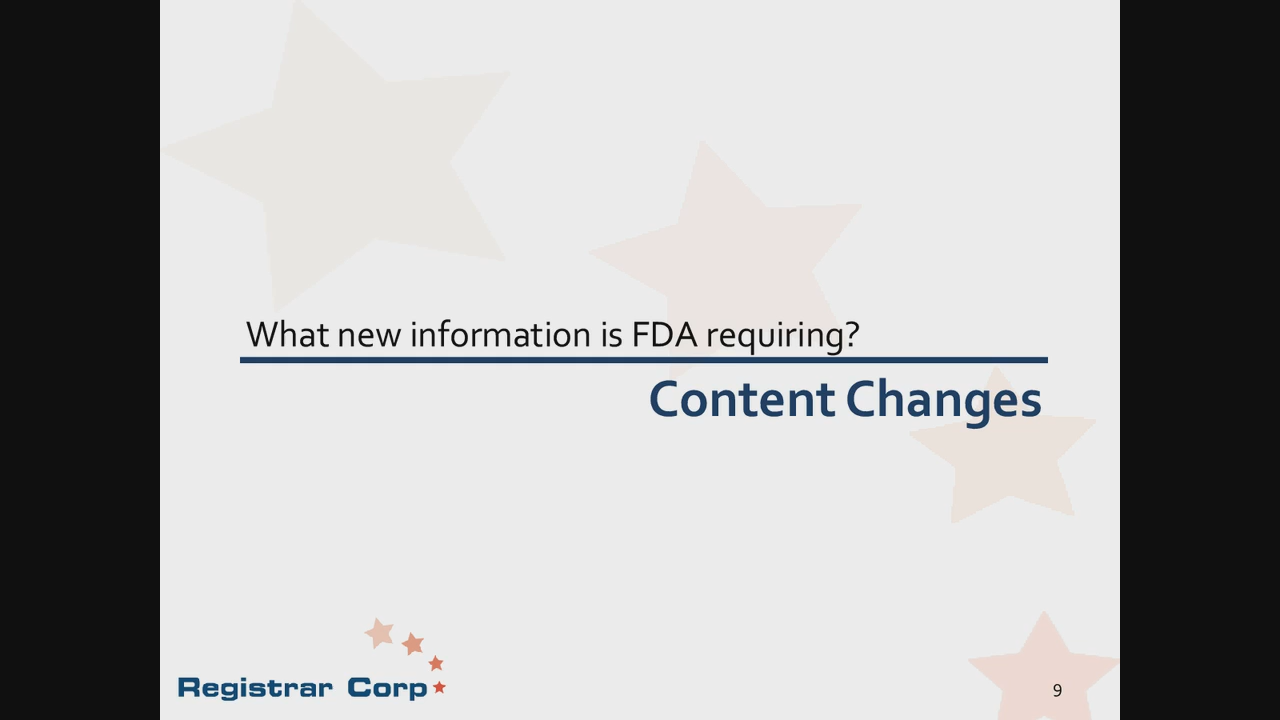 What new information is FDA requiring?
Content Changes
Registrar Corp
9